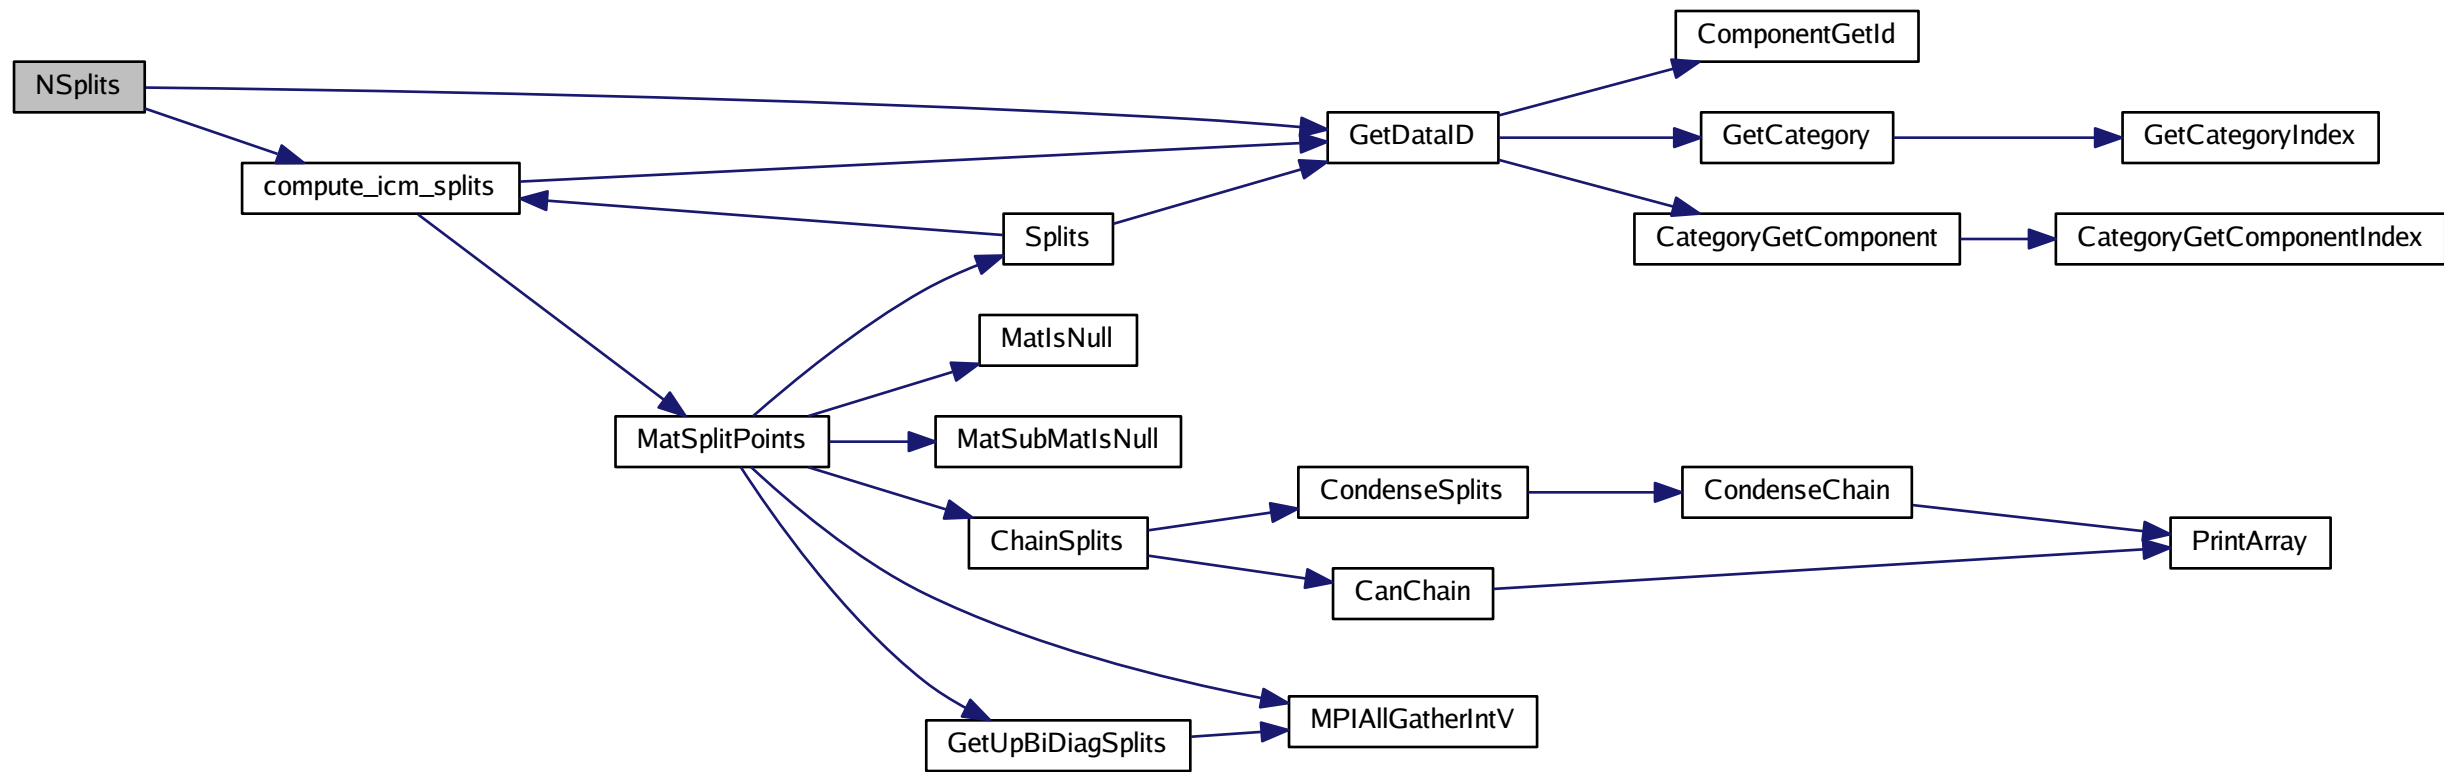 ComponentGetId
NSplits
GetDataID
GetCategory
GetCategoryIndex
compute_icm_splits
Splits
CategoryGetComponent
CategoryGetComponentIndex
MatIsNull
MatSplitPoints
MatSubMatIsNull
CondenseSplits
CondenseChain
ChainSplits
PrintArray
CanChain
MPIAllGatherIntV
GetUpBiDiagSplits